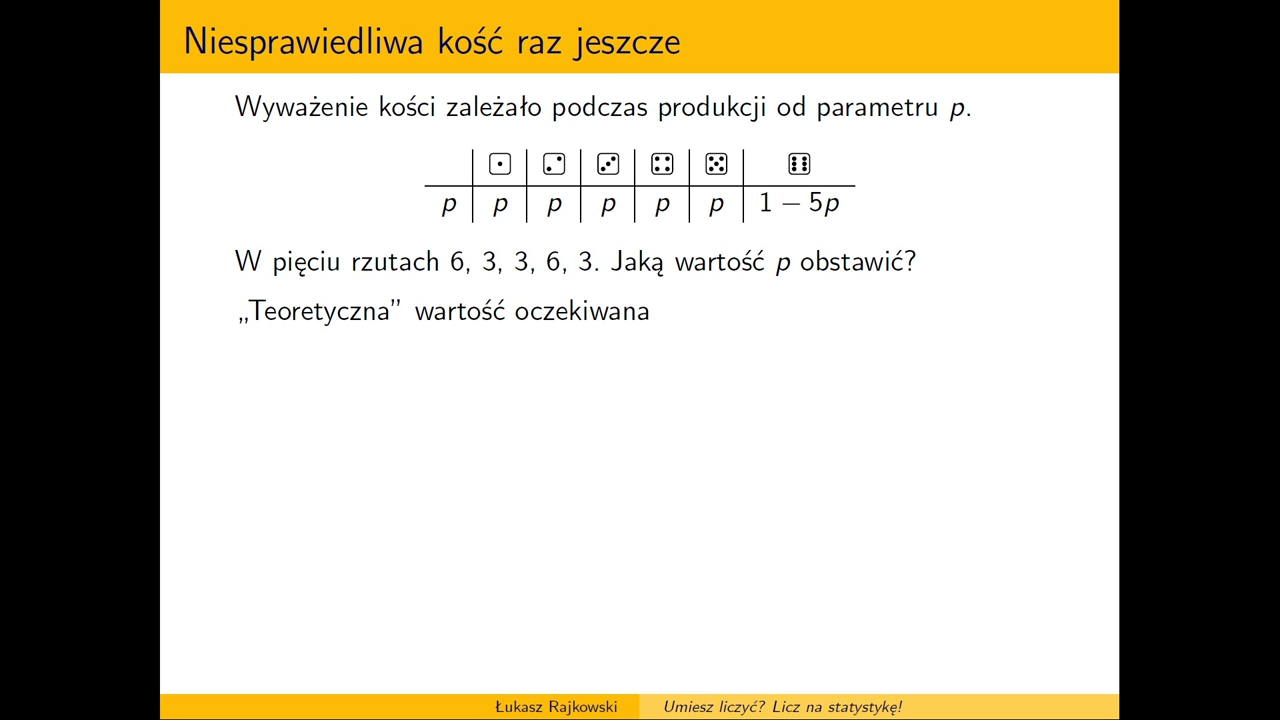 Niesprawiedliwa kość raz jeszcze
Wyważenie kości zależało podczas produkcji od parametru p.
p p p p p p 1 − 5p
W pięciu rzutach 6, 3, 3, 6, 3. Jaką wartość p obstawić?
„Teoretyczna” wartość oczekiwana
Łukasz Rajkowski Umiesz liczyć? Licz na statystykę!